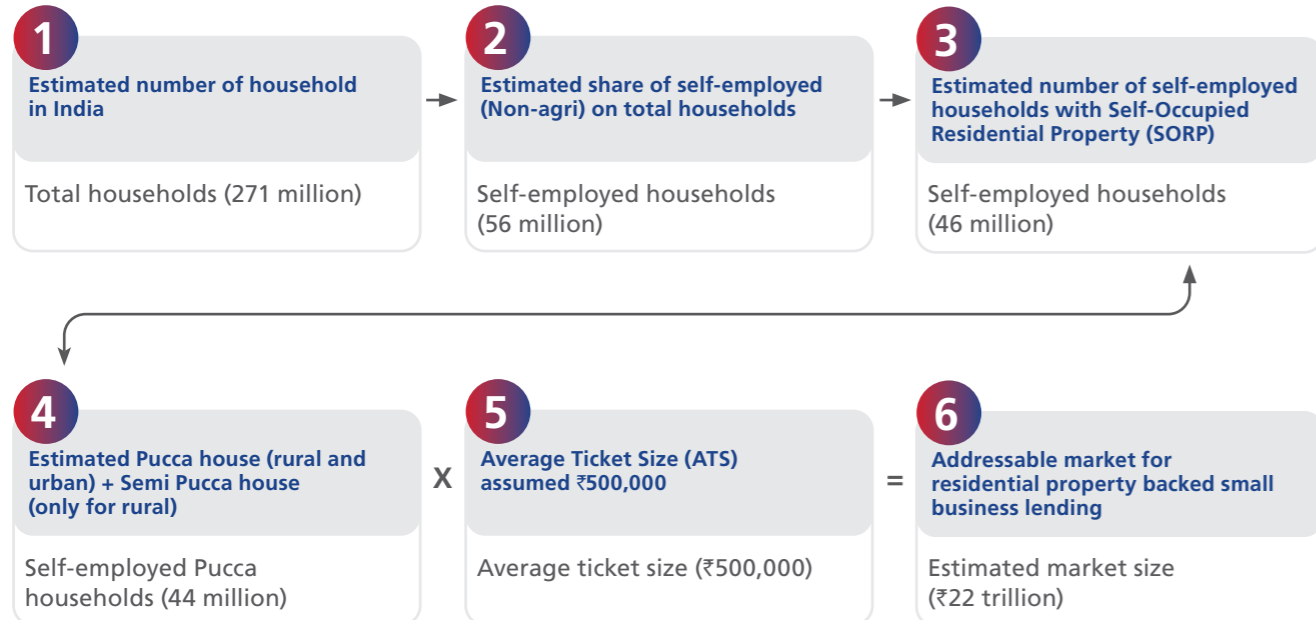 1
Estimated number of household
in India
Total households (271 million)
2
Estimated share of self-employed
(Non-agri) on total households
Self-employed households
(56 million)
3
Estimated number of self-employed
households with Self-Occupied
Residential Property (SORP)
Self-employed households
(46 million)
4
Estimated Pucca house (rural and
urban) + Semi Pucca house
(only for rural)
Self-employed Pucca
households (44 million)
X
5
Average Ticket Size (ATS)
assumed ₹500,000
Average ticket size (₹500,000)
=
6
Addressable market for
residential property backed small
business lending
Estimated market size
(₹22 trillion)